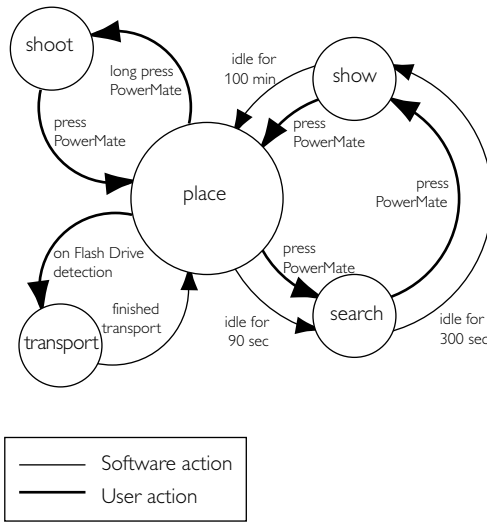 shoot
long press
PowerMate
press
PowerMate
idle for
100 min
show
press
PowerMate
place
press
PowerMate
on Flash Drive
detection
press
PowerMate
finished
transport
transport
idle for
90 sec
search
idle for
300 sec
Software action
User action